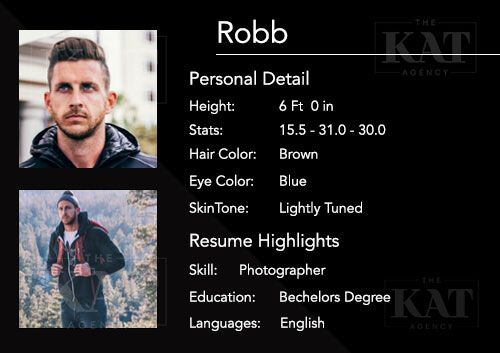 Robb
THE
KAT
AGENCY
Personal Detail
Height: 6 Ft 0 in
Stats: 15.5 - 31.0 - 30.0
Hair Color: Brown
Eye Color: Blue
SkinTone: Lightly Tuned
Resume Highlights
Skill: Photographer
Education: Bechelors Degree
Languages: English
THE
KAT
AGENCY
THE
AGENCY